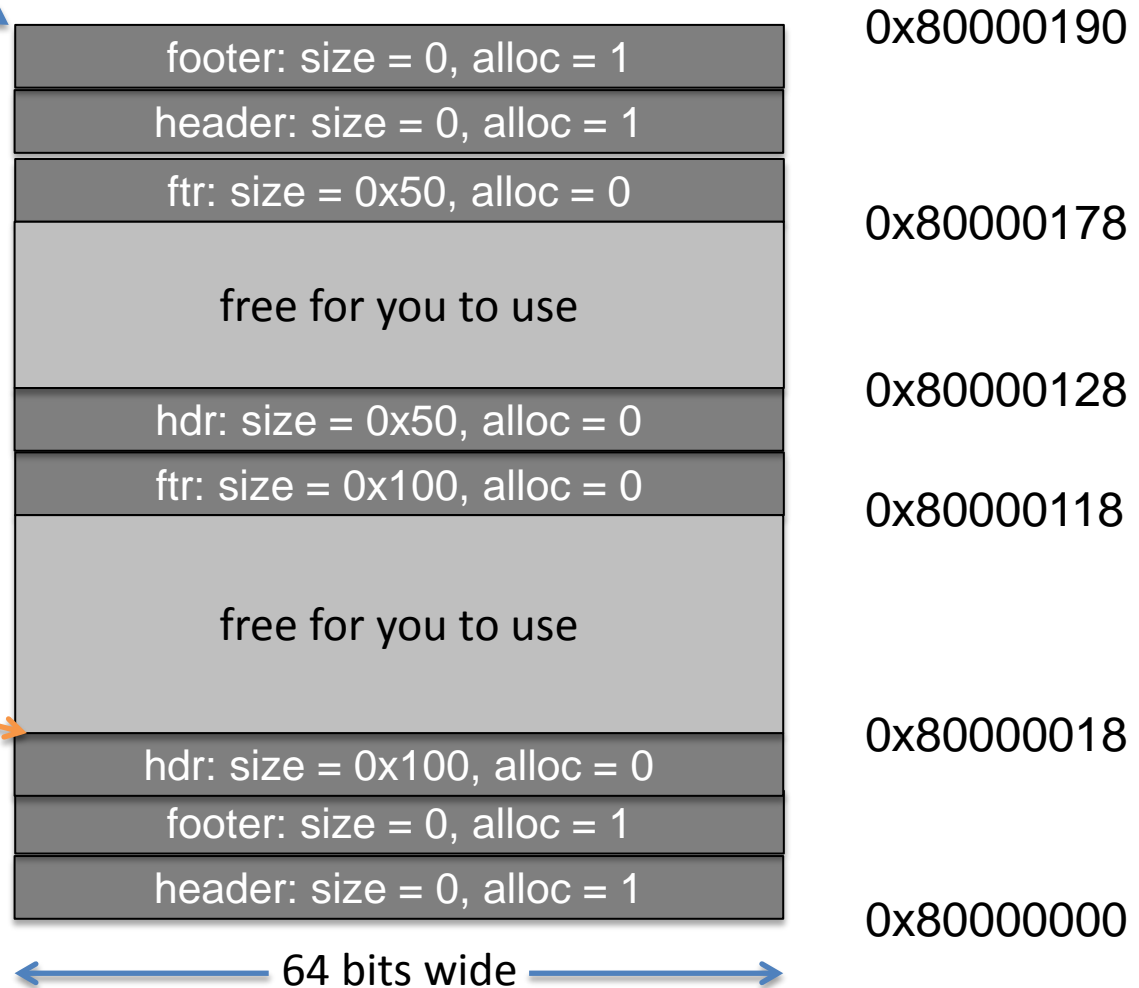 0x80000190
footer: size = 0, alloc = 1
header: size = 0, alloc = 1
ftr: size = 0x50, alloc = 0
0x80000178
free for you to use
0x80000128
hdr: size = 0x50, alloc = 0
ftr: size = 0x100, alloc = 0
0x80000118
free for you to use
0x80000018
hdr: size = 0x100, alloc = 0
footer: size = 0, alloc = 1
header: size = 0, alloc = 1
0x80000000
64 bits wide